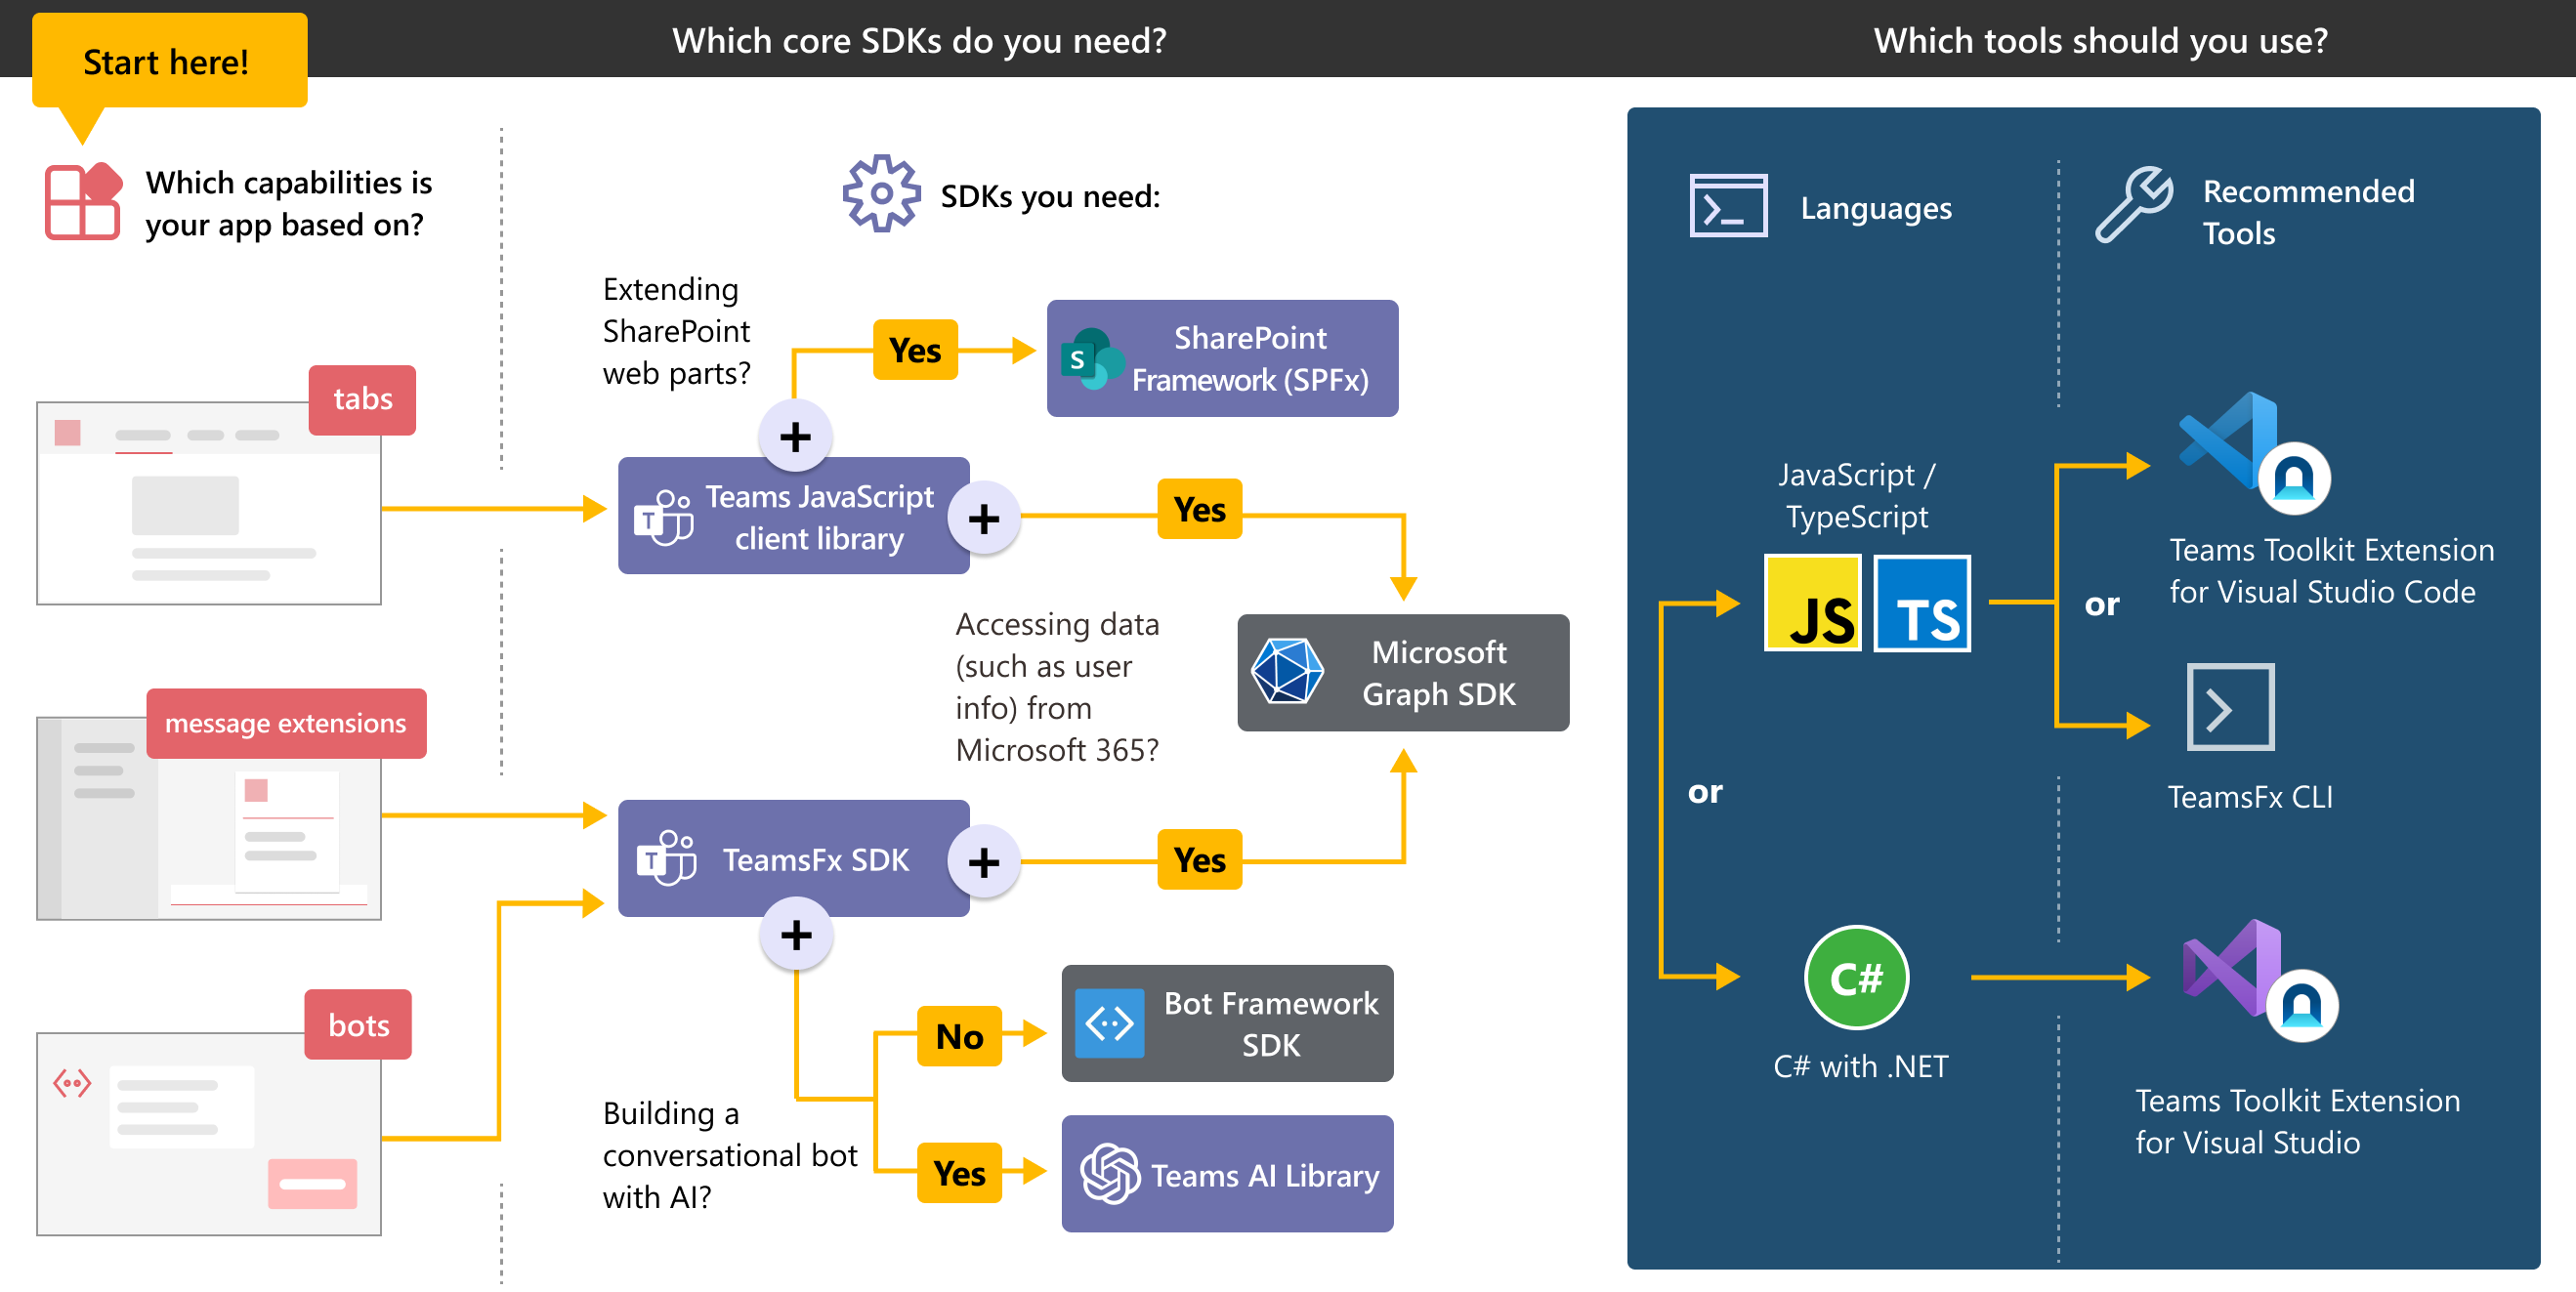 Start here!
Which core SDKs do you need?
Which tools should you use?
Which capabilities is
your app based on?
tabs
message extensions
bots
SDKs you need:
Extending
SharePoint
web parts?
Yes
S
SharePoint
Framework (SPFx)
+
T
Teams JavaScript
client library
+
Yes
Accessing data
(such as user
info) from
Microsoft 365?
Microsoft
Graph SDK
T
TeamsFx SDK
+
Yes
+
No
Bot Framework
SDK
Building a
conversational bot
with AI?
Yes
Teams AI Library
Languages
Recommended
Tools
JavaScript /
TypeScript
JS
TS
or
Teams Toolkit Extension
for Visual Studio Code
or
TeamsFx CLI
C#
C# with .NET
Teams Toolkit Extension
for Visual Studio